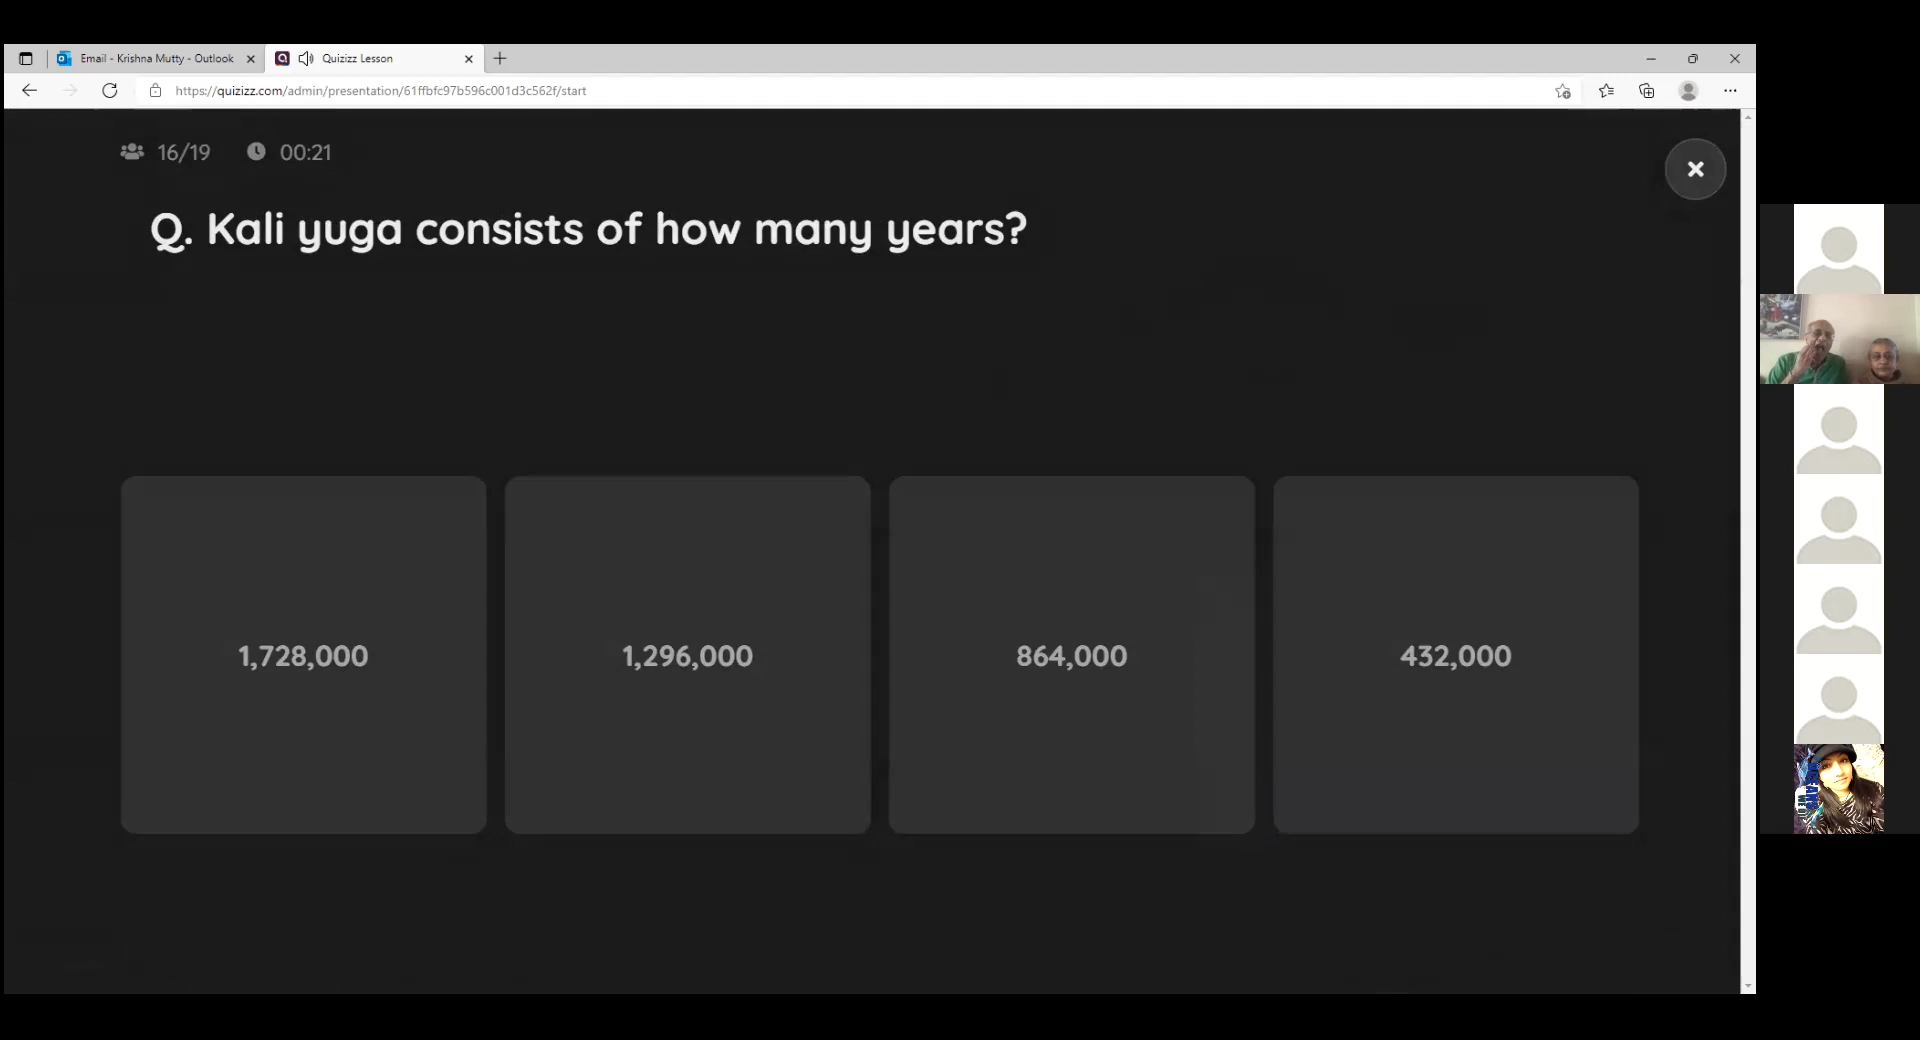 Email - Krishna Mutty - Outlook
Quizizz Lesson
https://quizizz.com/admin/presentation/61ffbfc97b596c001d3c562f/start
16/19
00:21
Q. Kali yuga consists of how many years?
1,728,000
1,296,000
864,000
432,000